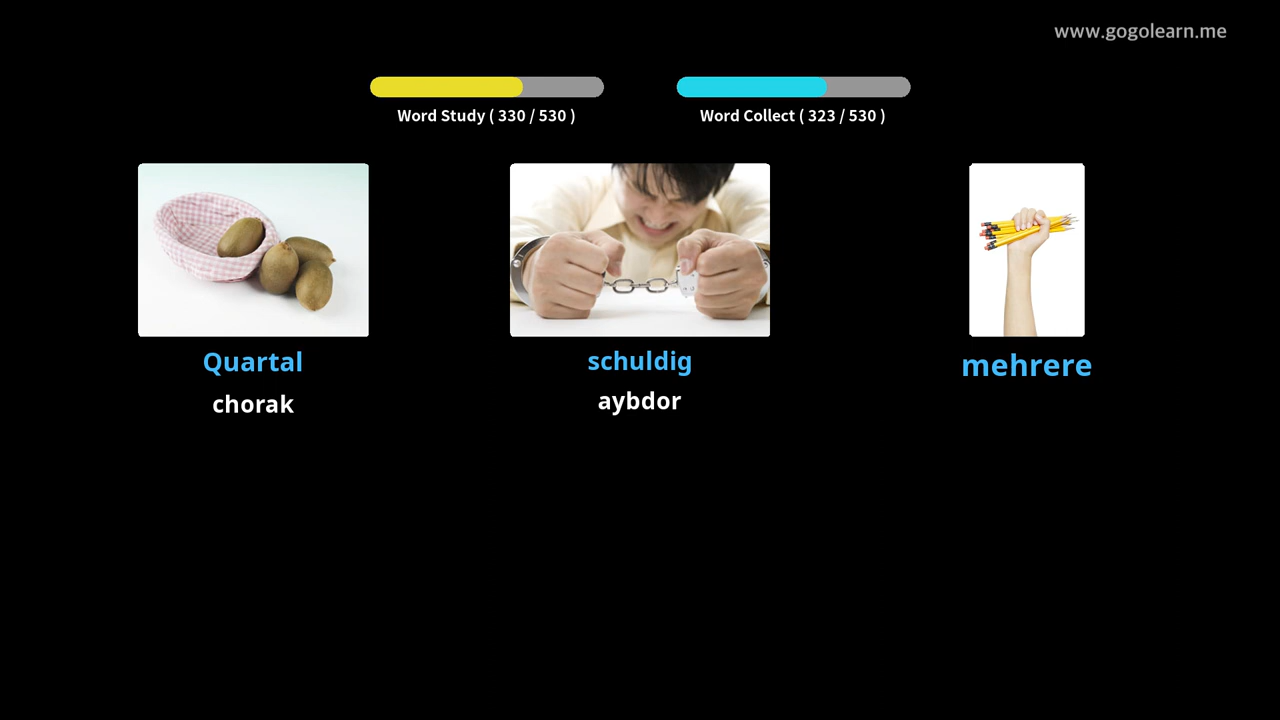 www.gogolearn.me
Word Study ( 330 / 530 )
Word Collect ( 323 / 530 )
Quartal
chorak
schuldig
aybdor
mehrere